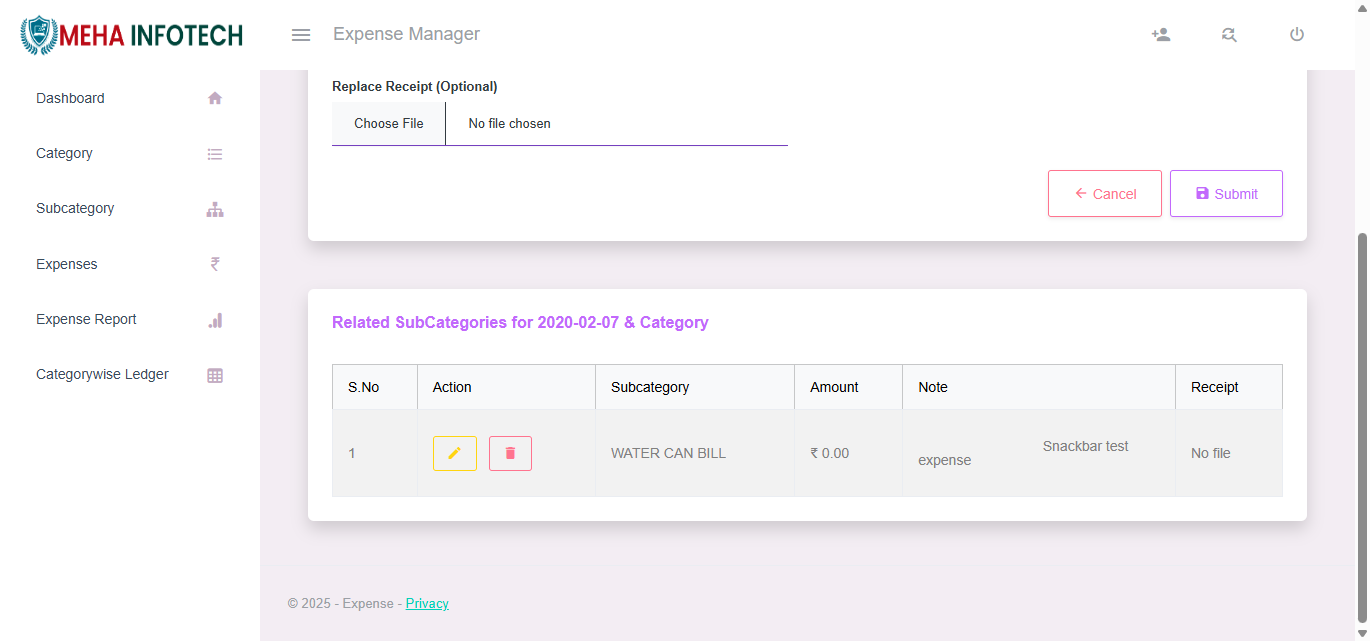 MEHA INFOTECH
Expense Manager
Dashboard
Category
Subcategory
Expenses
Expense Report
Categorywise Ledger
Replace Receipt (Optional)
Choose File No file chosen
Cancel Submit
Related SubCategories for 2020-02-07 & Category
S.No Action Subcategory Amount Note Receipt
1 WATER CAN BILL ₹ 0.00 Snackbar test expense No file
© 2025 - Expense - Privacy